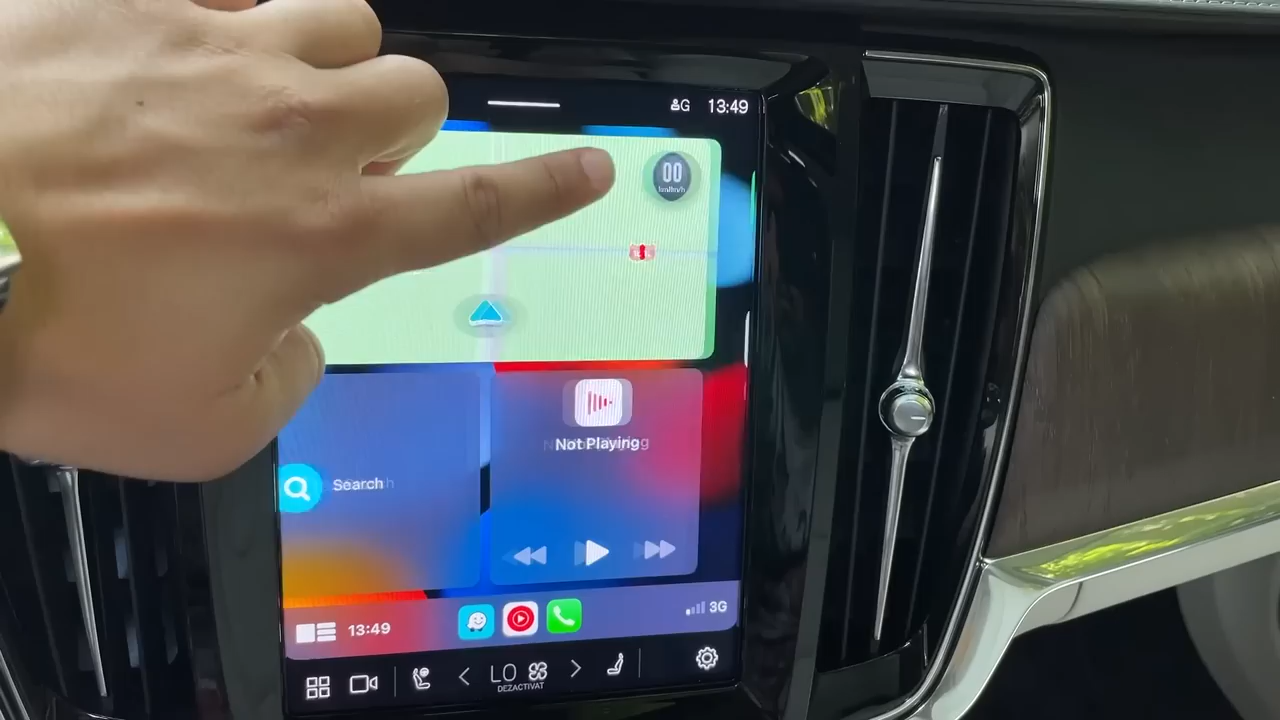 G 13:49
00
km/h
Not Playing
Search
13:49
3G
LO
DEZACTIVAT